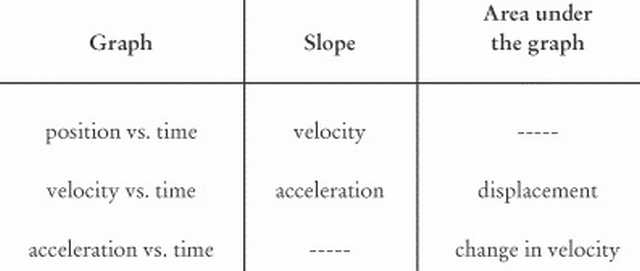 Graph Slope Area under
the graph
position vs. time velocity -----
velocity vs. time acceleration displacement
acceleration vs. time ----- change in velocity